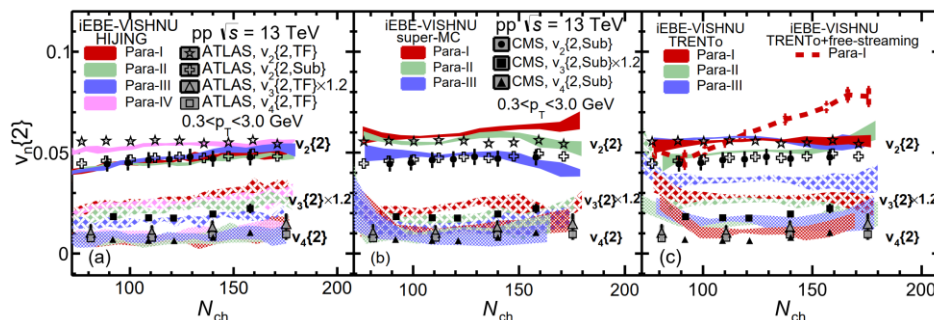 iEBE-VISHNU
HIJING
Para-I
Para-II
Para-III
Para-IV
pp √s = 13 TeV
ATLAS, v₂{2,TF}
ATLAS, v₂{2,Sub}
ATLAS, v₃{2,TF}×1.2
ATLAS, v₄{2,TF}
0.3<p_T<3.0 GeV
v₂{2}
v₃{2}×1.2
v₄{2}
(a)
iEBE-VISHNU
super-MC
Para-I
Para-II
Para-III
pp √s = 13 TeV
CMS, v₂{2,Sub}
CMS, v₃{2,Sub}×1.2
CMS, v₄{2,Sub}
0.3<p_T<3.0 GeV
v₂{2}
v₃{2}×1.2
v₄{2}
(b)
iEBE-VISHNU
TRENTo
Para-I
Para-II
Para-III
iEBE-VISHNU
TRENTo+free-streaming
Para-I
v₂{2}
v₃{2}×1.2
v₄{2}
(c)
v_n{2}
0.1
0.05
0
100 150 200
100 150 200
100 150 200
N_ch
N_ch
N_ch